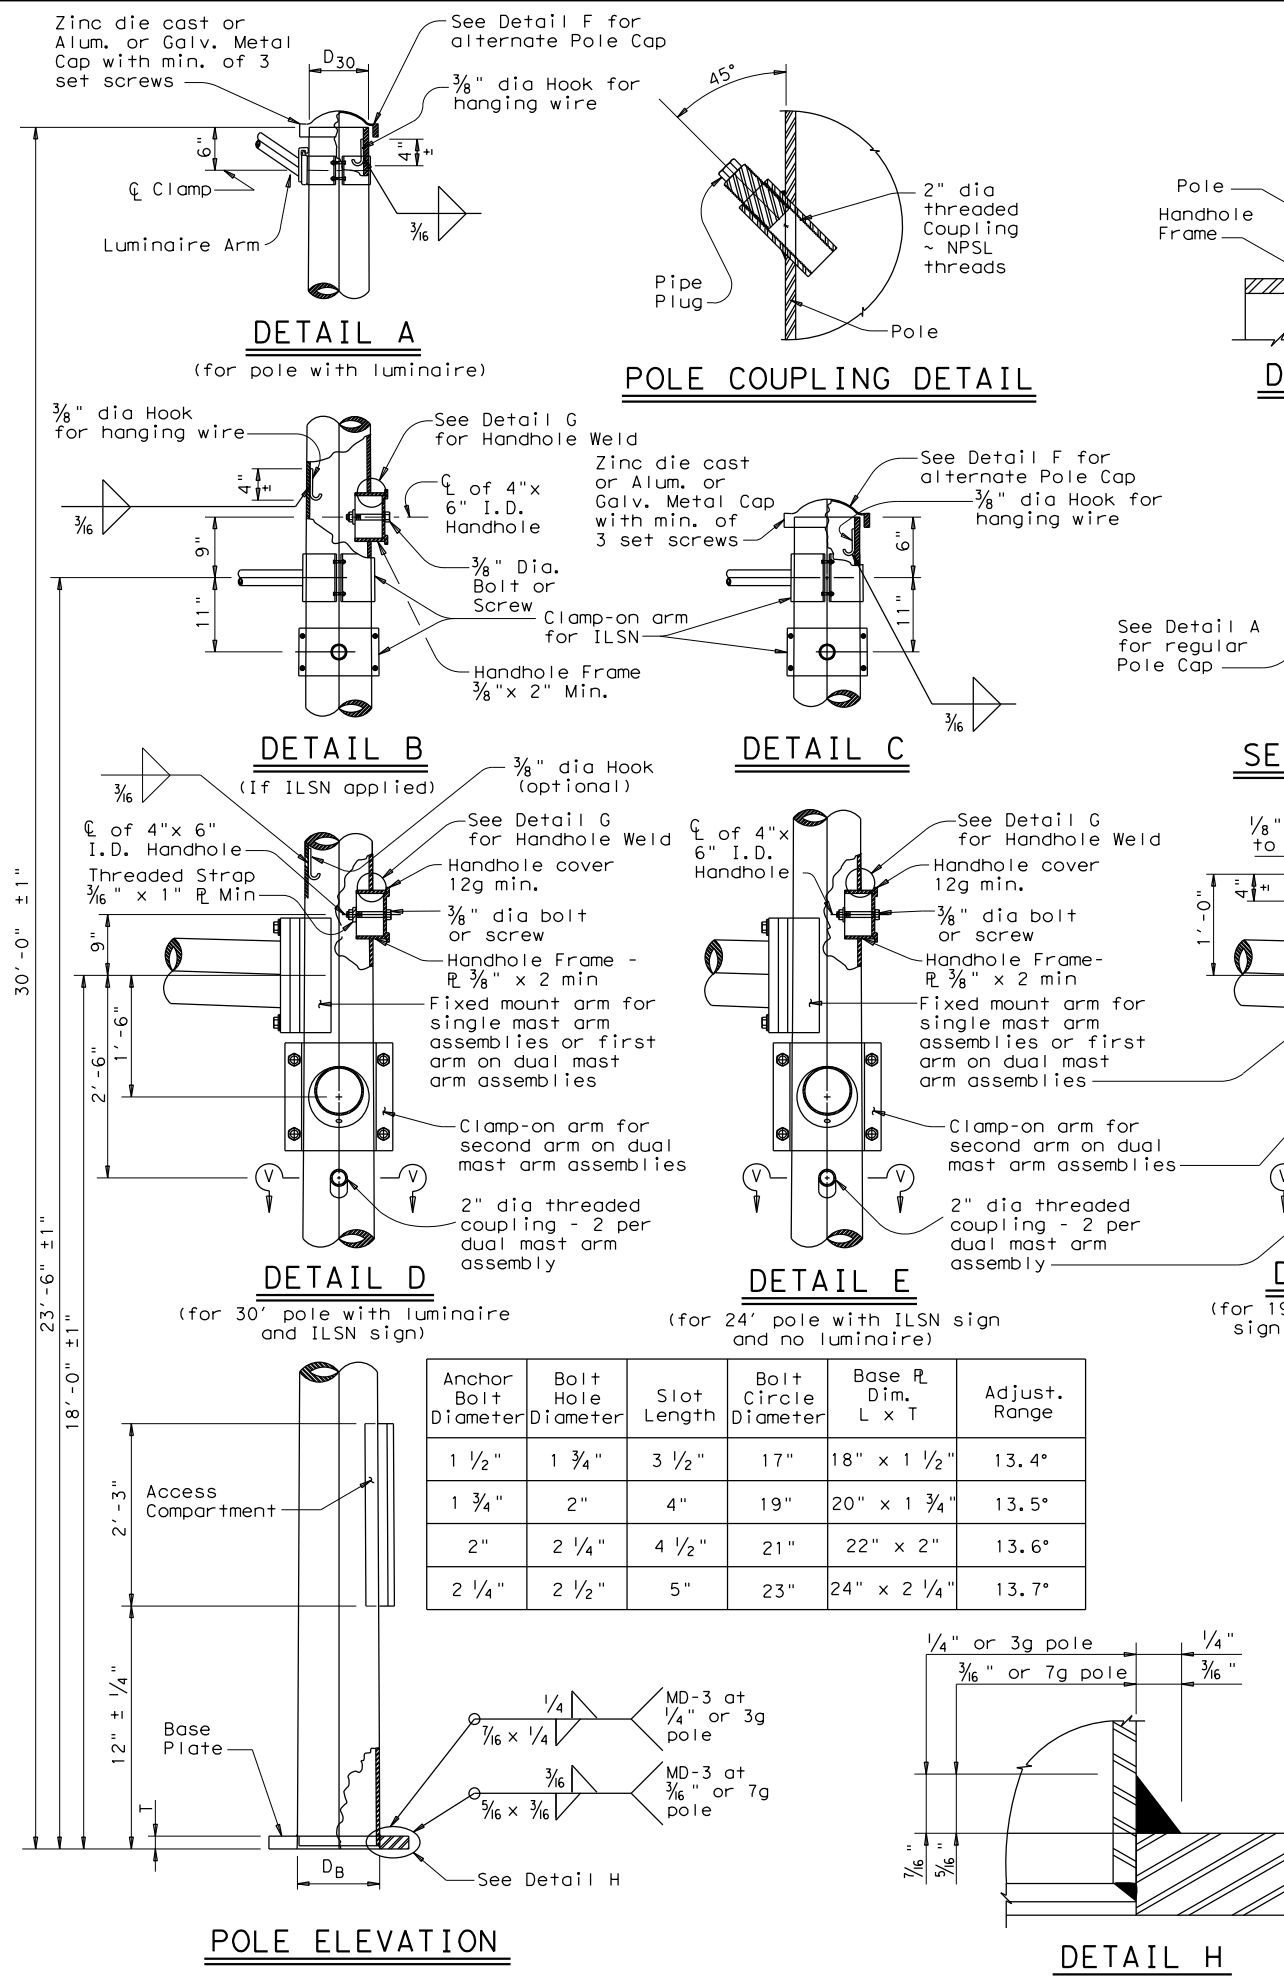 Zinc die cast or
Alum. or Galv. Metal
Cap with min. of 3
set screws
D30
See Detail F for
alternate Pole Cap
3/8" dia Hook for
hanging wire
6"
4"
±
℄ Clamp
Luminaire Arm
3/16
DETAIL A
(for pole with luminaire)
45°
2" dia
threaded
Coupling
~ NPSL
threads
Pipe
Plug
Pole
POLE COUPLING DETAIL
Pole
Handhole
Frame
D
3/8" dia Hook
for hanging wire
4"
±
3/16
9"
11"
See Detail G
for Handhole Weld
℄ of 4"x
6" I.D.
Handhole
3/8" Dia.
Bolt or
Screw
Clamp-on arm
for ILSN
Handhole Frame
3/8"x 2" Min.
DETAIL B
(If ILSN applied)
Zinc die cast
or Alum. or
Galv. Metal Cap
with min. of
3 set screws
See Detail F for
alternate Pole Cap
3/8" dia Hook for
hanging wire
6"
11"
3/16
DETAIL C
See Detail A
for regular
Pole Cap
SE
3/16
3/8" dia Hook
(optional)
℄ of 4"x 6"
I.D. Handhole
Threaded Strap
3/16 " x 1" ℞ Min
See Detail G
for Handhole Weld
Handhole cover
12g min.
3/8" dia bolt
or screw
Handhole Frame -
℞ 3/8" x 2 min
Fixed mount arm for
single mast arm
assemblies or first
arm on dual mast
arm assemblies
Clamp-on arm for
second arm on dual
mast arm assemblies
2" dia threaded
coupling - 2 per
dual mast arm
assembly
9"
1'-6"
2'-6"
V
V
DETAIL D
(for 30' pole with luminaire
and ILSN sign)
℄ of 4"x
6" I.D.
Handhole
See Detail G
for Handhole Weld
Handhole cover
12g min.
3/8" dia bolt
or screw
Handhole Frame-
℞ 3/8" x 2 min
Fixed mount arm for
single mast arm
assemblies or first
arm on dual mast
arm assemblies
Clamp-on arm for
second arm on dual
mast arm assemblies
2" dia threaded
coupling - 2 per
dual mast arm
assembly
V
V
DETAIL E
(for 24' pole with ILSN sign
and no luminaire)
1/8"
to
4"
±
1'-0"
V
D
(for 19
sign
30'-0" ±1"
23'-6" ±1"
18'-0" ±1"
2'-3"
12" ± 1/4"
T
Access
Compartment
Base
Plate
DB
1/4
7/16 x 1/4
MD-3 at
1/4" or 3g
pole
3/16
5/16 x 3/16
MD-3 at
3/16 " or 7g
pole
See Detail H
POLE ELEVATION
Anchor Bolt Diameter | Bolt Hole Diameter | Slot Length | Bolt Circle Diameter | Base ℞ Dim. L x T | Adjust. Range
1 1/2" | 1 3/4" | 3 1/2" | 17" | 18" x 1 1/2" | 13.4°
1 3/4" | 2" | 4" | 19" | 20" x 1 3/4" | 13.5°
2" | 2 1/4" | 4 1/2" | 21" | 22" x 2" | 13.6°
2 1/4" | 2 1/2" | 5" | 23" | 24" x 2 1/4" | 13.7°
1/4" or 3g pole
1/4"
3/16 " or 7g pole
3/16 "
7/16 "
5/16 "
DETAIL H